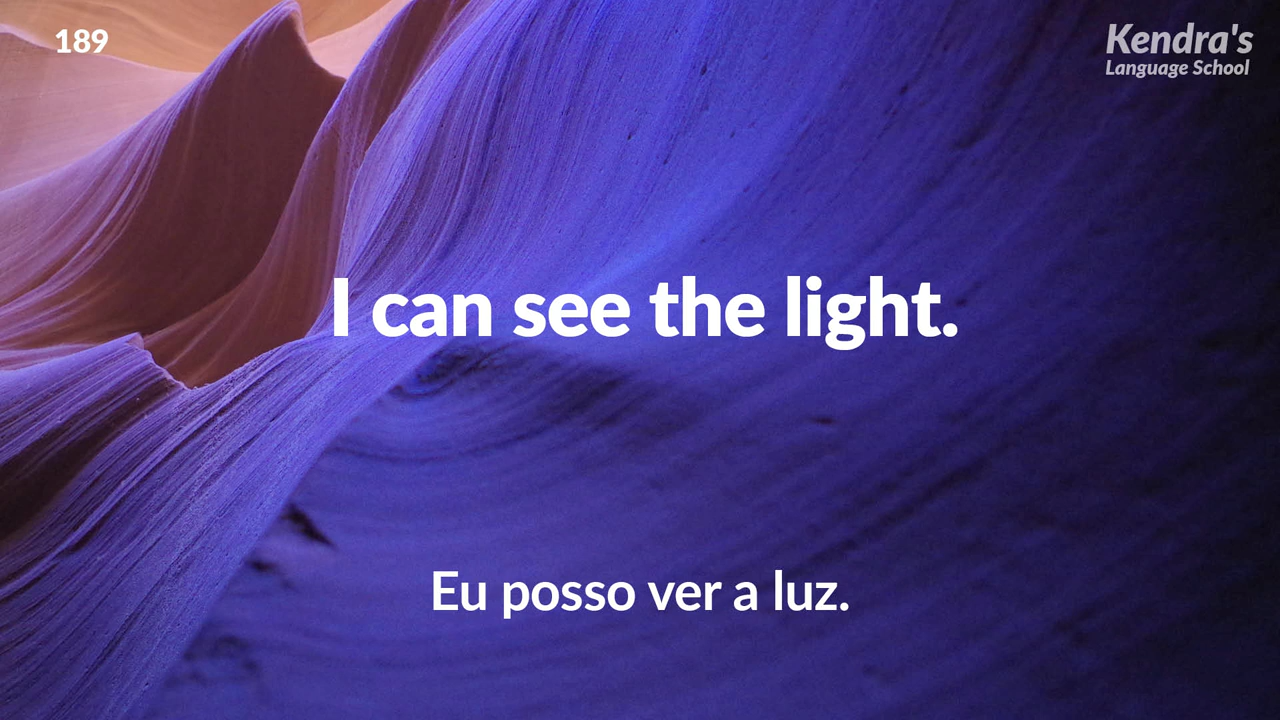 189
Kendra's
Language School
I can see the light.
Eu posso ver a luz.